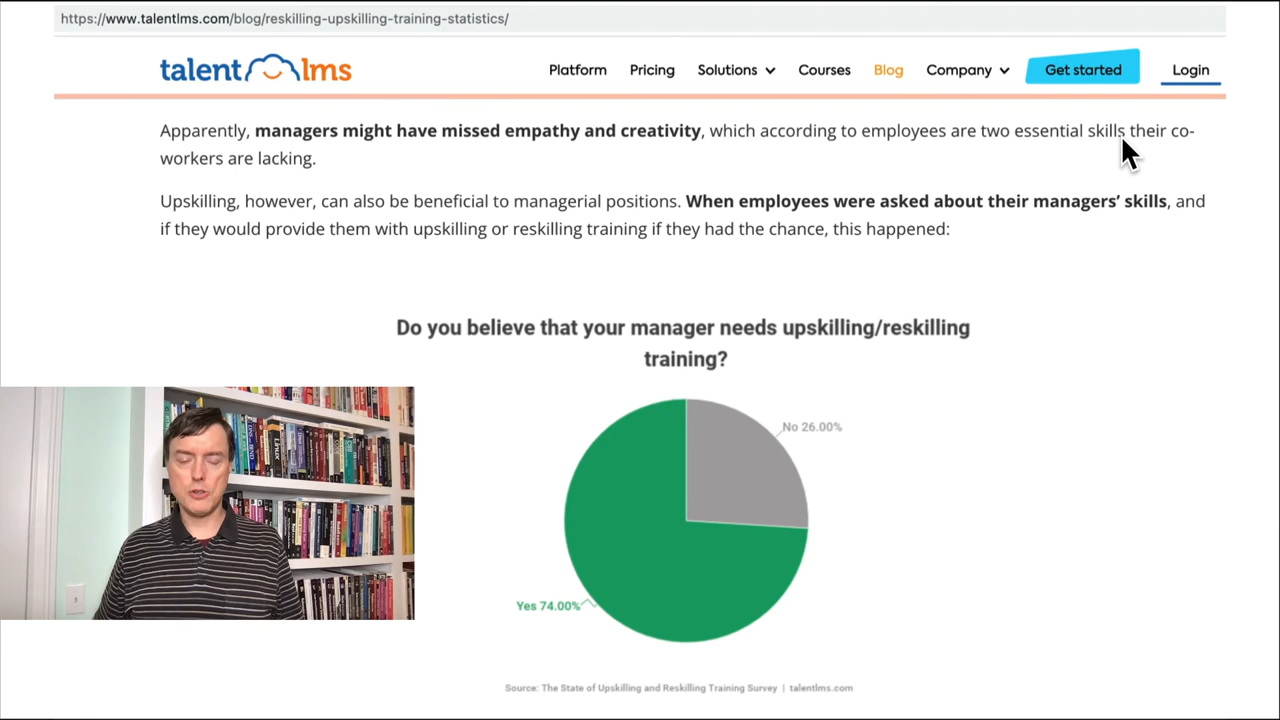 https://www.talentlms.com/blog/reskilling-upskilling-training-statistics/
talent lms
Platform Pricing Solutions Courses Blog Company Get started Login
Apparently, managers might have missed empathy and creativity, which according to employees are two essential skills their co-
workers are lacking.
Upskilling, however, can also be beneficial to managerial positions. When employees were asked about their managers’ skills, and
if they would provide them with upskilling or reskilling training if they had the chance, this happened:
Do you believe that your manager needs upskilling/reskilling
training?
No 26.00%
Yes 74.00%
Source: The State of Upskilling and Reskilling Training Survey | talentlms.com